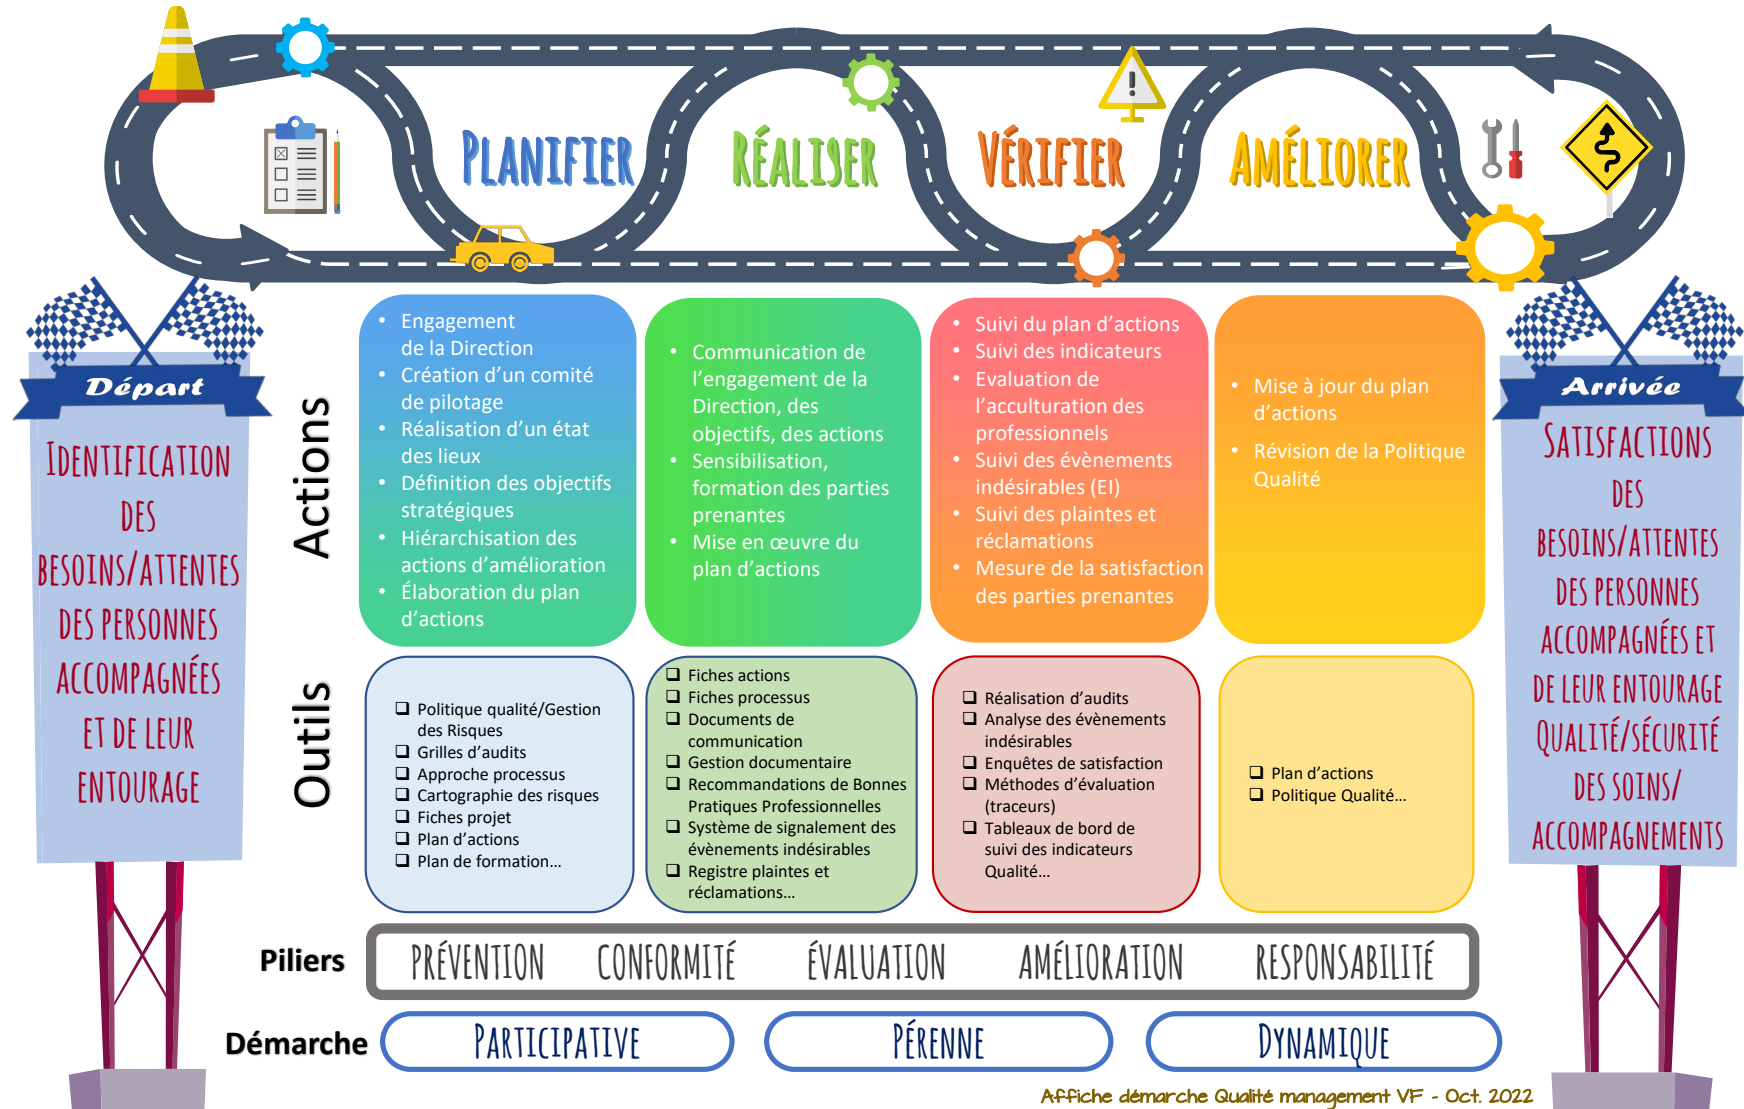 PLANIFIER
RÉALISER
VÉRIFIER
AMÉLIORER
!
Départ
IDENTIFICATION
DES
BESOINS/ATTENTES
DES PERSONNES
ACCOMPAGNÉES
ET DE LEUR
ENTOURAGE
Actions
• Engagement
de la Direction
• Création d’un comité
de pilotage
• Réalisation d’un état
des lieux
• Définition des objectifs
stratégiques
• Hiérarchisation des
actions d’amélioration
• Élaboration du plan
d’actions
• Communication de
l’engagement de la
Direction, des
objectifs, des actions
• Sensibilisation,
formation des parties
prenantes
• Mise en œuvre du
plan d’actions
• Suivi du plan d’actions
• Suivi des indicateurs
• Evaluation de
l’acculturation des
professionnels
• Suivi des évènements
indésirables (EI)
• Suivi des plaintes et
réclamations
• Mesure de la satisfaction
des parties prenantes
• Mise à jour du plan
d’actions
• Révision de la Politique
Qualité
Outils
❑ Politique qualité/Gestion
des Risques
❑ Grilles d’audits
❑ Approche processus
❑ Cartographie des risques
❑ Fiches projet
❑ Plan d’actions
❑ Plan de formation…
❑ Fiches actions
❑ Fiches processus
❑ Documents de
communication
❑ Gestion documentaire
❑ Recommandations de Bonnes
Pratiques Professionnelles
❑ Système de signalement des
évènements indésirables
❑ Registre plaintes et
réclamations…
❑ Réalisation d’audits
❑ Analyse des évènements
indésirables
❑ Enquêtes de satisfaction
❑ Méthodes d’évaluation
(traceurs)
❑ Tableaux de bord de
suivi des indicateurs
Qualité…
❑ Plan d’actions
❑ Politique Qualité…
Arrivée
SATISFACTIONS
DES
BESOINS/ATTENTES
DES PERSONNES
ACCOMPAGNÉES ET
DE LEUR ENTOURAGE
QUALITÉ/SÉCURITÉ
DES SOINS/
ACCOMPAGNEMENTS
Piliers
PRÉVENTION CONFORMITÉ ÉVALUATION AMÉLIORATION RESPONSABILITÉ
Démarche
PARTICIPATIVE PÉRENNE DYNAMIQUE
Affiche démarche Qualité management VF - Oct. 2022